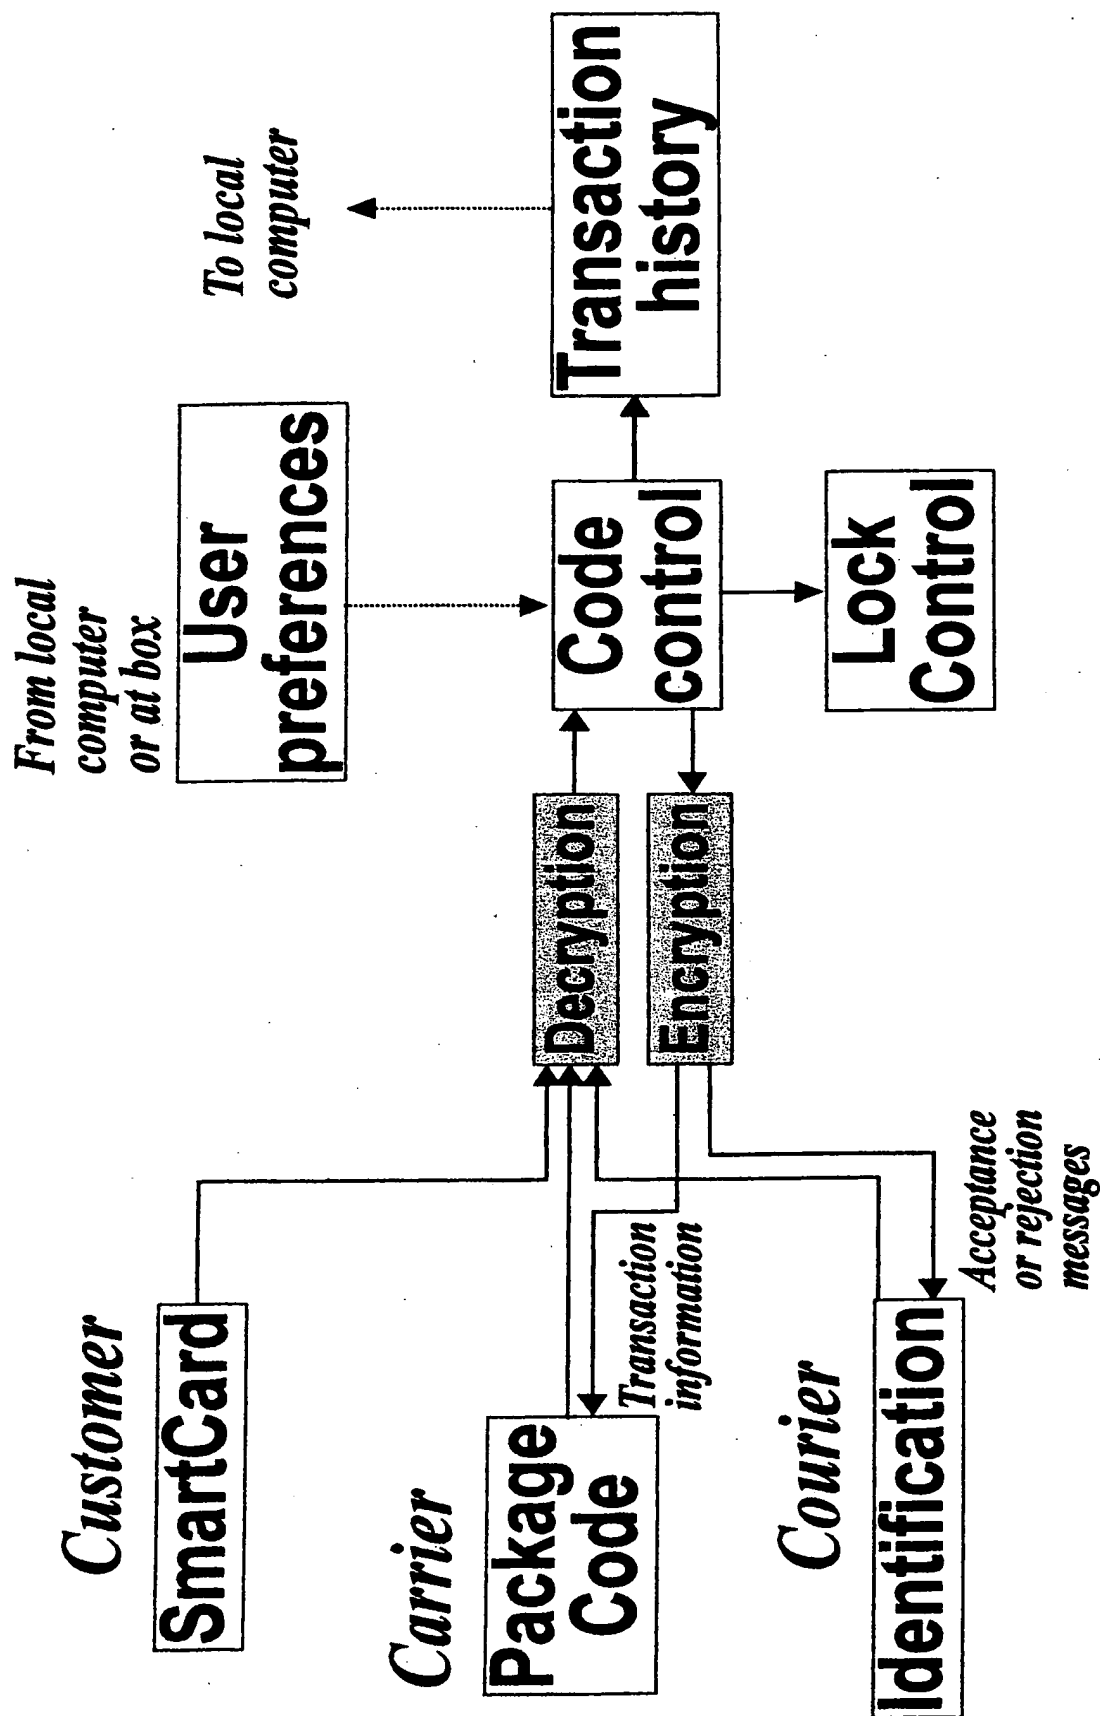 Customer
SmartCard
Carrier
Package
Code
Courier
Identification
Transaction
information
Acceptance
or rejection
messages
Decryption
Encryption
From local
computer
or at box
User
preferences
Code
control
Lock
Control
To local
computer
Transaction
history